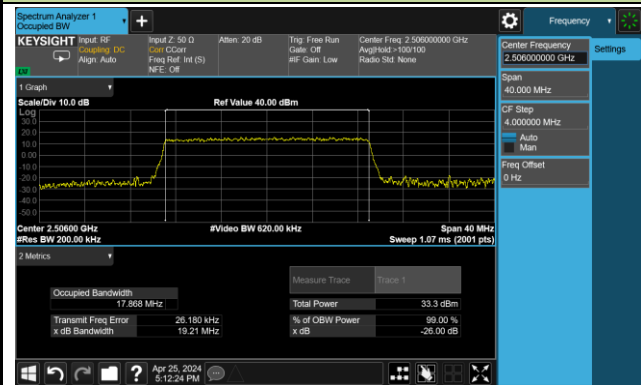 Spectrum Analyzer 1
Occupied BW
Frequency
KEYSIGHT
Input: RF
Coupling: DC
Align: Auto
Input Z: 50 Ω
Corr CCorr
Freq Ref: Int (S)
NFE: Off
Atten: 20 dB
Trig: Free Run
Gate: Off
#IF Gain: Low
Center Freq: 2.506000000 GHz
Avg|Hold:>100/100
Radio Std: None
LXI
Center Frequency
2.506000000 GHz
Settings
Span
40.000 MHz
CF Step
4.000000 MHz
Auto
Man
Freq Offset
0 Hz
1 Graph
Scale/Div 10.0 dB
Ref Value 40.00 dBm
Log
30.0
20.0
10.0
0.00
-10.0
-20.0
-30.0
-40.0
-50.0
Center 2.50600 GHz
#Res BW 200.00 kHz
#Video BW 620.00 kHz
Span 40 MHz
Sweep 1.07 ms (2001 pts)
2 Metrics
Measure Trace
Trace 1
Occupied Bandwidth
17.868 MHz
Total Power
33.3 dBm
Transmit Freq Error
26.180 kHz
% of OBW Power
99.00 %
x dB Bandwidth
19.21 MHz
x dB
-26.00 dB
Apr 25, 2024
5:12:24 PM